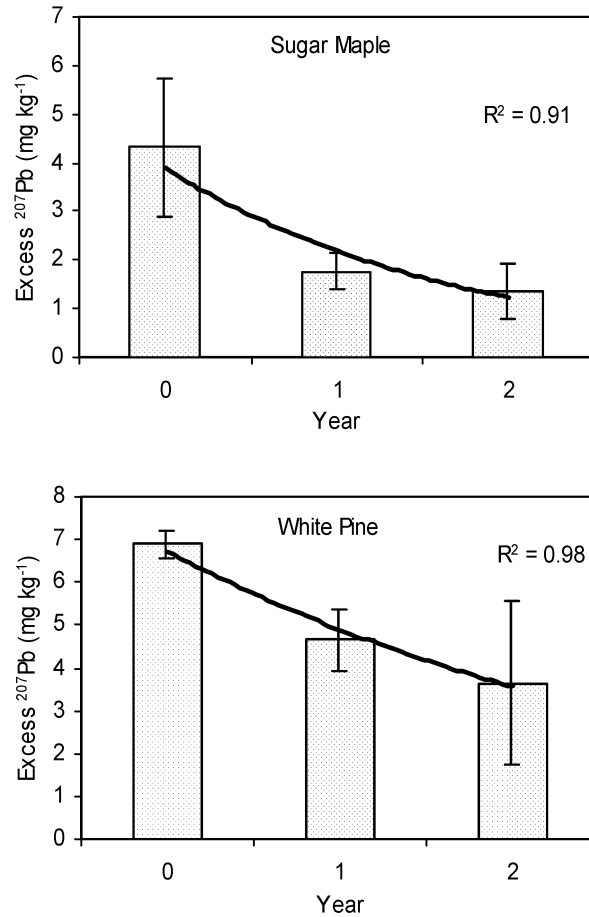 Sugar Maple
R² = 0.91
Excess ²⁰⁷Pb (mg kg⁻¹)
7
6
5
4
3
2
1
0
0 1 2
Year
White Pine
R² = 0.98
Excess ²⁰⁷Pb (mg kg⁻¹)
8
7
6
5
4
3
2
1
0
0 1 2
Year